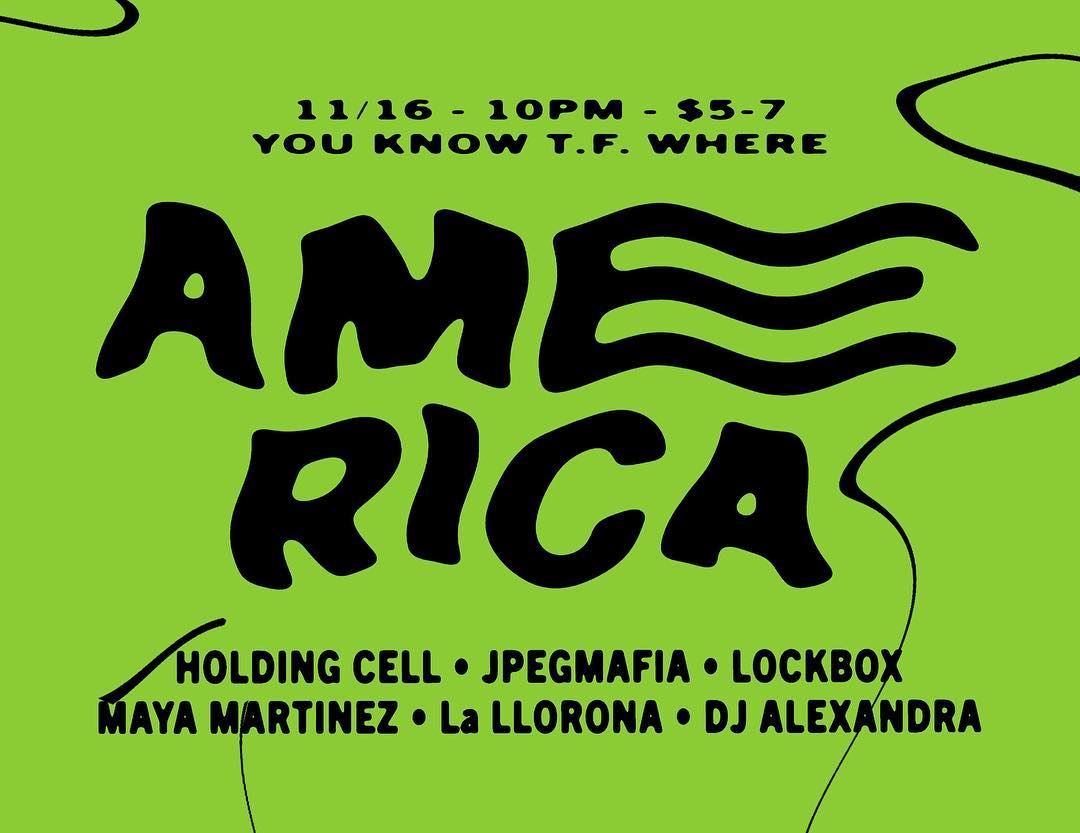 11/16 - 10PM - $5-7
YOU KNOW T.F. WHERE
AME
RICA
HOLDING CELL • JPEGMAFIA • LOCKBOX
MAYA MARTINEZ • La LLORONA • DJ ALEXANDRA